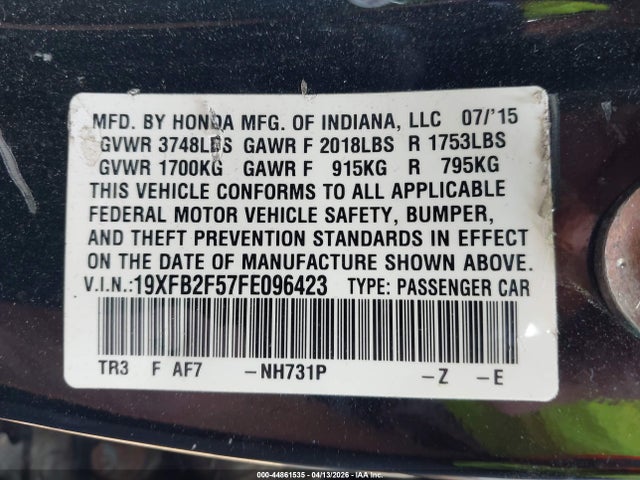 MFD. BY HONDA MFG. OF INDIANA, LLC 07/'15
GVWR 3748LBS GAWR F 2018LBS R 1753LBS
GVWR 1700KG GAWR F 915KG R 795KG
THIS VEHICLE CONFORMS TO ALL APPLICABLE
FEDERAL MOTOR VEHICLE SAFETY, BUMPER,
AND THEFT PREVENTION STANDARDS IN EFFECT
ON THE DATE OF MANUFACTURE SHOWN ABOVE.
V.I.N.:19XFB2F57FE096423 TYPE: PASSENGER CAR
TR3 F AF7 –NH731P –Z –E
000-44861535 - 04/13/2026 - IAA Inc.